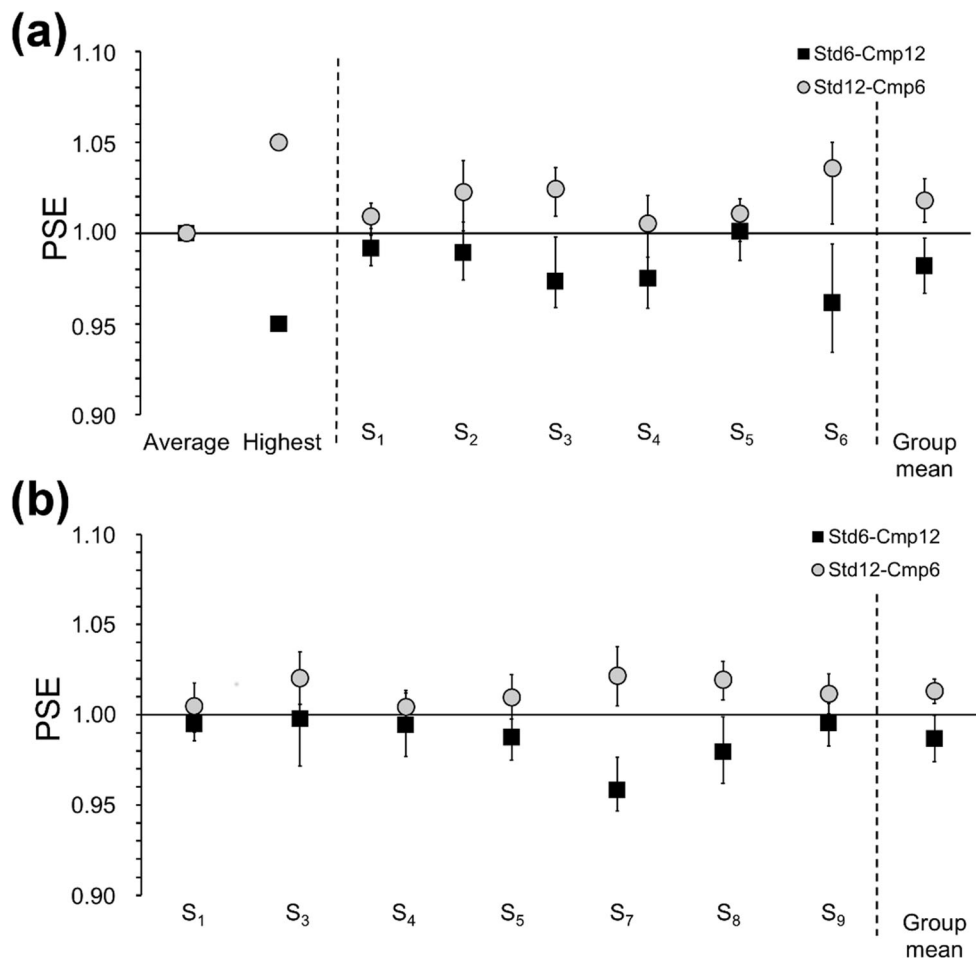 (a)
1.10
1.05
1.00
0.95
0.90
PSE
Std6-Cmp12
Std12-Cmp6
Average Highest S₁ S₂ S₃ S₄ S₅ S₆ Group
mean
(b)
1.10
1.05
1.00
0.95
0.90
PSE
Std6-Cmp12
Std12-Cmp6
S₁ S₃ S₄ S₅ S₇ S₈ S₉ Group
mean